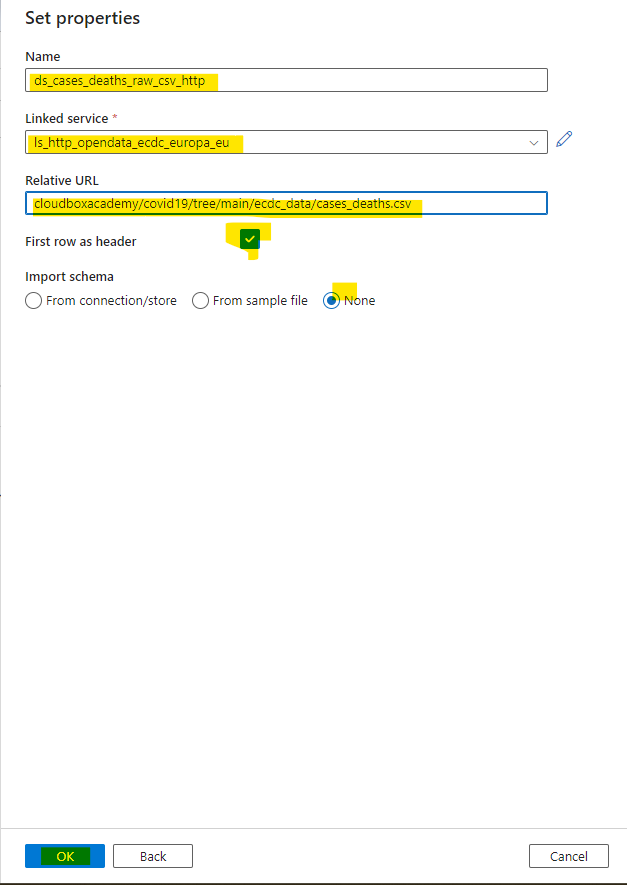 Set properties
Name
ds_cases_deaths_raw_csv_http
Linked service *
ls_http_opendata_ecdc_europa_eu
Relative URL
cloudboxacademy/covid19/tree/main/ecdc_data/cases_deaths.csv
First row as header
Import schema
From connection/store From sample file None
OK Back Cancel